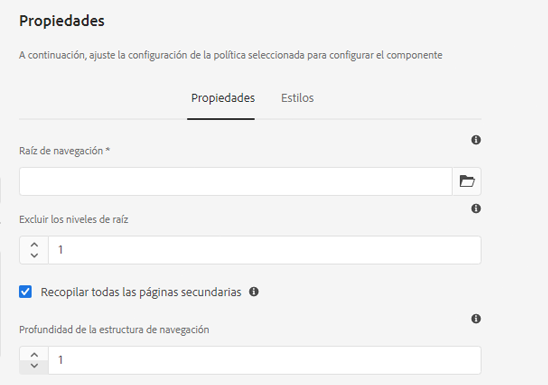 Propiedades
A continuación, ajuste la configuración de la política seleccionada para configurar el componente
Propiedades Estilos
Raíz de navegación *
Excluir los niveles de raíz
1
Recopilar todas las páginas secundarias
Profundidad de la estructura de navegación
1